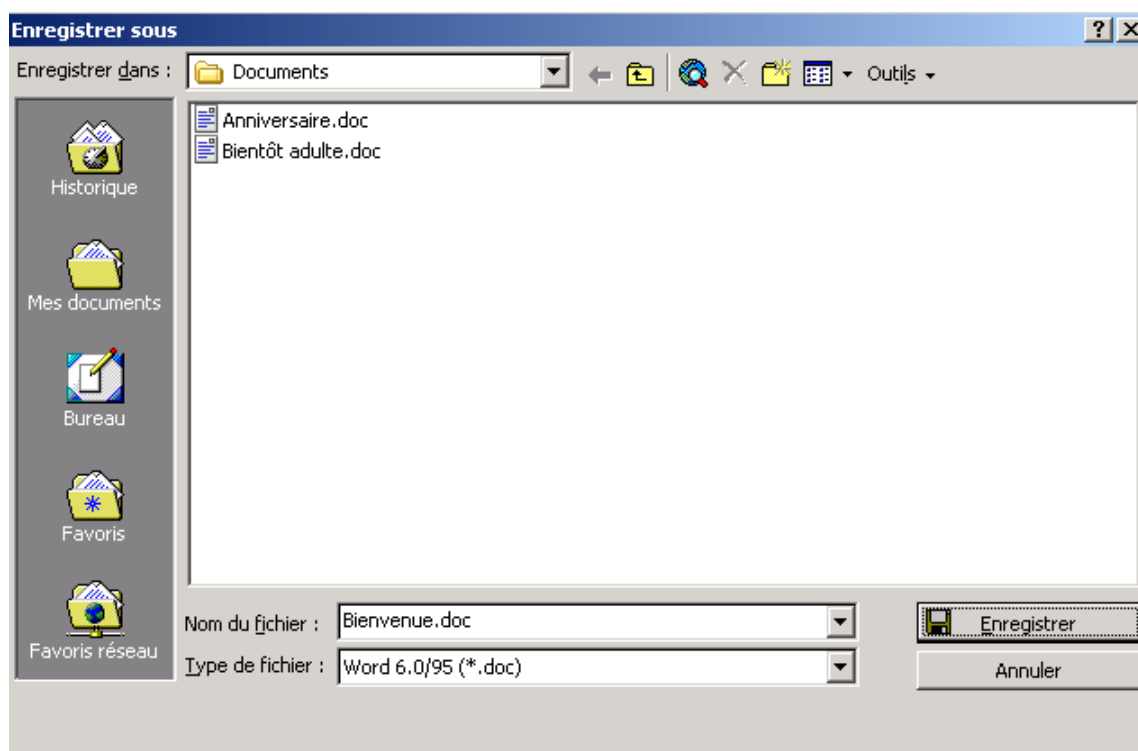 Enregistrer sous
Enregistrer dans : Documents Outils
Anniversaire.doc
Bientôt adulte.doc
Historique
Mes documents
Bureau
Favoris
Favoris réseau
Nom du fichier : Bienvenue.doc Enregistrer
Type de fichier : Word 6.0/95 (*.doc) Annuler